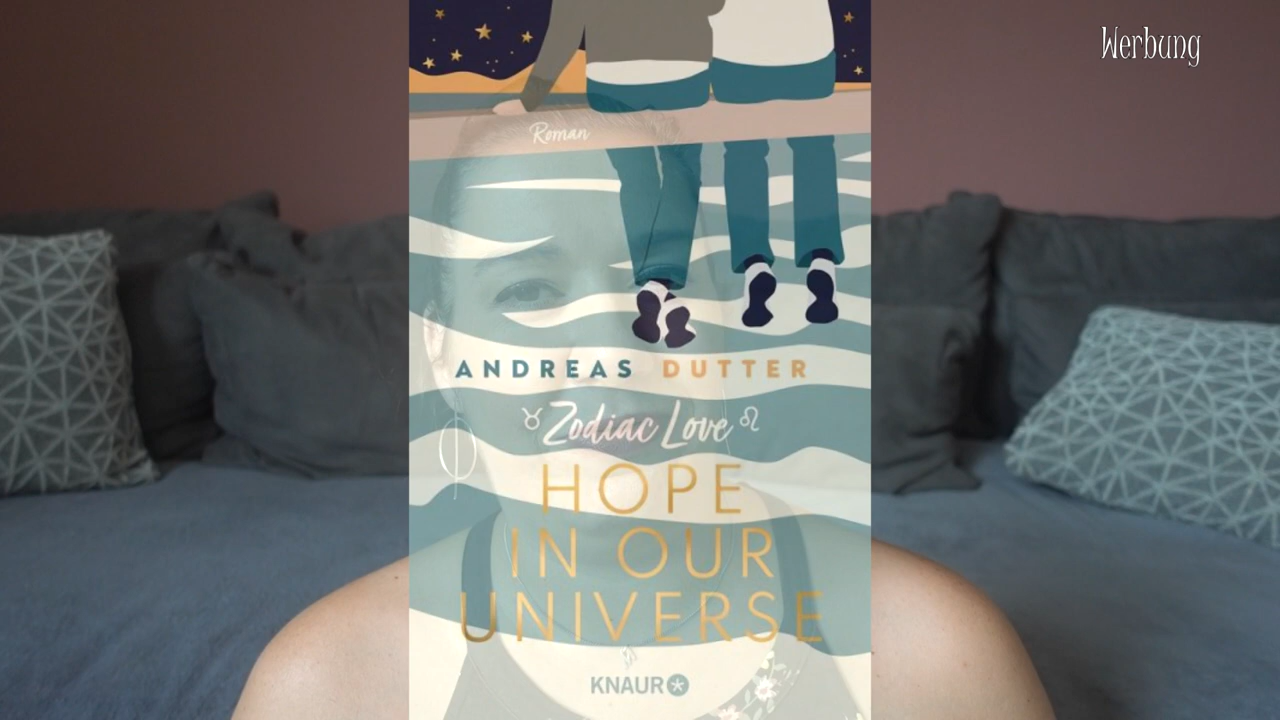 Werbung
Roman
ANDREAS DUTTER
♉ Zodiac Love ♌
HOPE
IN OUR
UNIVERSE
KNAUR